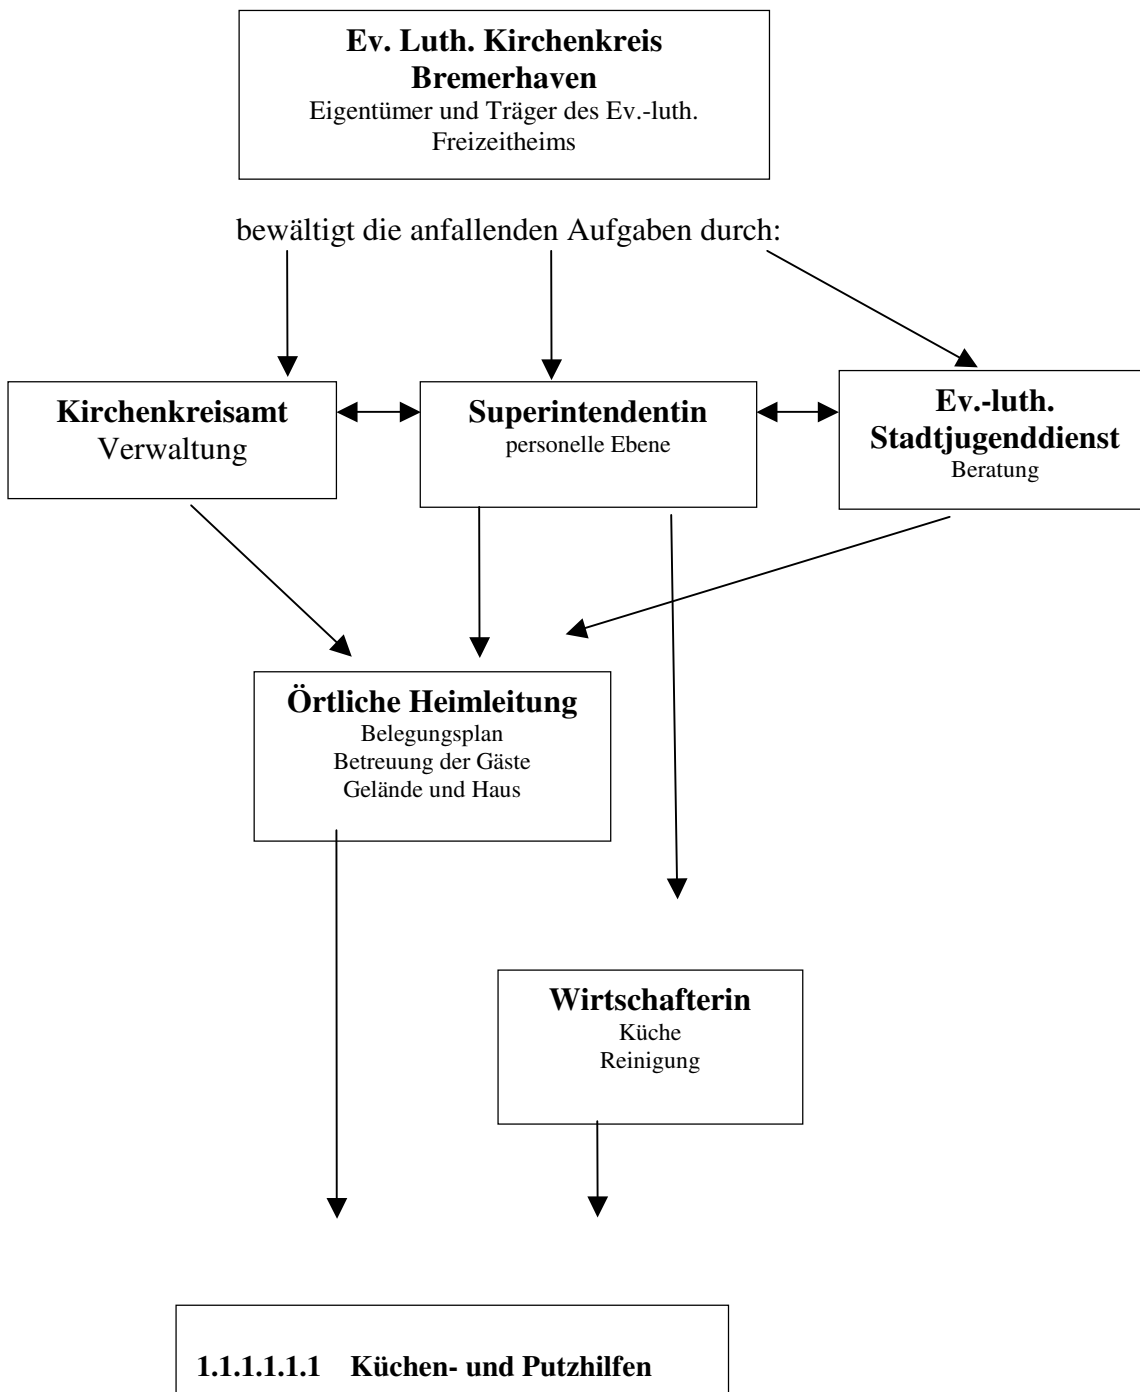 Ev. Luth. Kirchenkreis
Bremerhaven
Eigentümer und Träger des Ev.-luth.
Freizeitheims
bewältigt die anfallenden Aufgaben durch:
Kirchenkreisamt
Verwaltung
Superintendentin
personelle Ebene
Ev.-luth.
Stadtjugenddienst
Beratung
Örtliche Heimleitung
Belegungsplan
Betreuung der Gäste
Gelände und Haus
Wirtschafterin
Küche
Reinigung
1.1.1.1.1.1 Küchen- und Putzhilfen